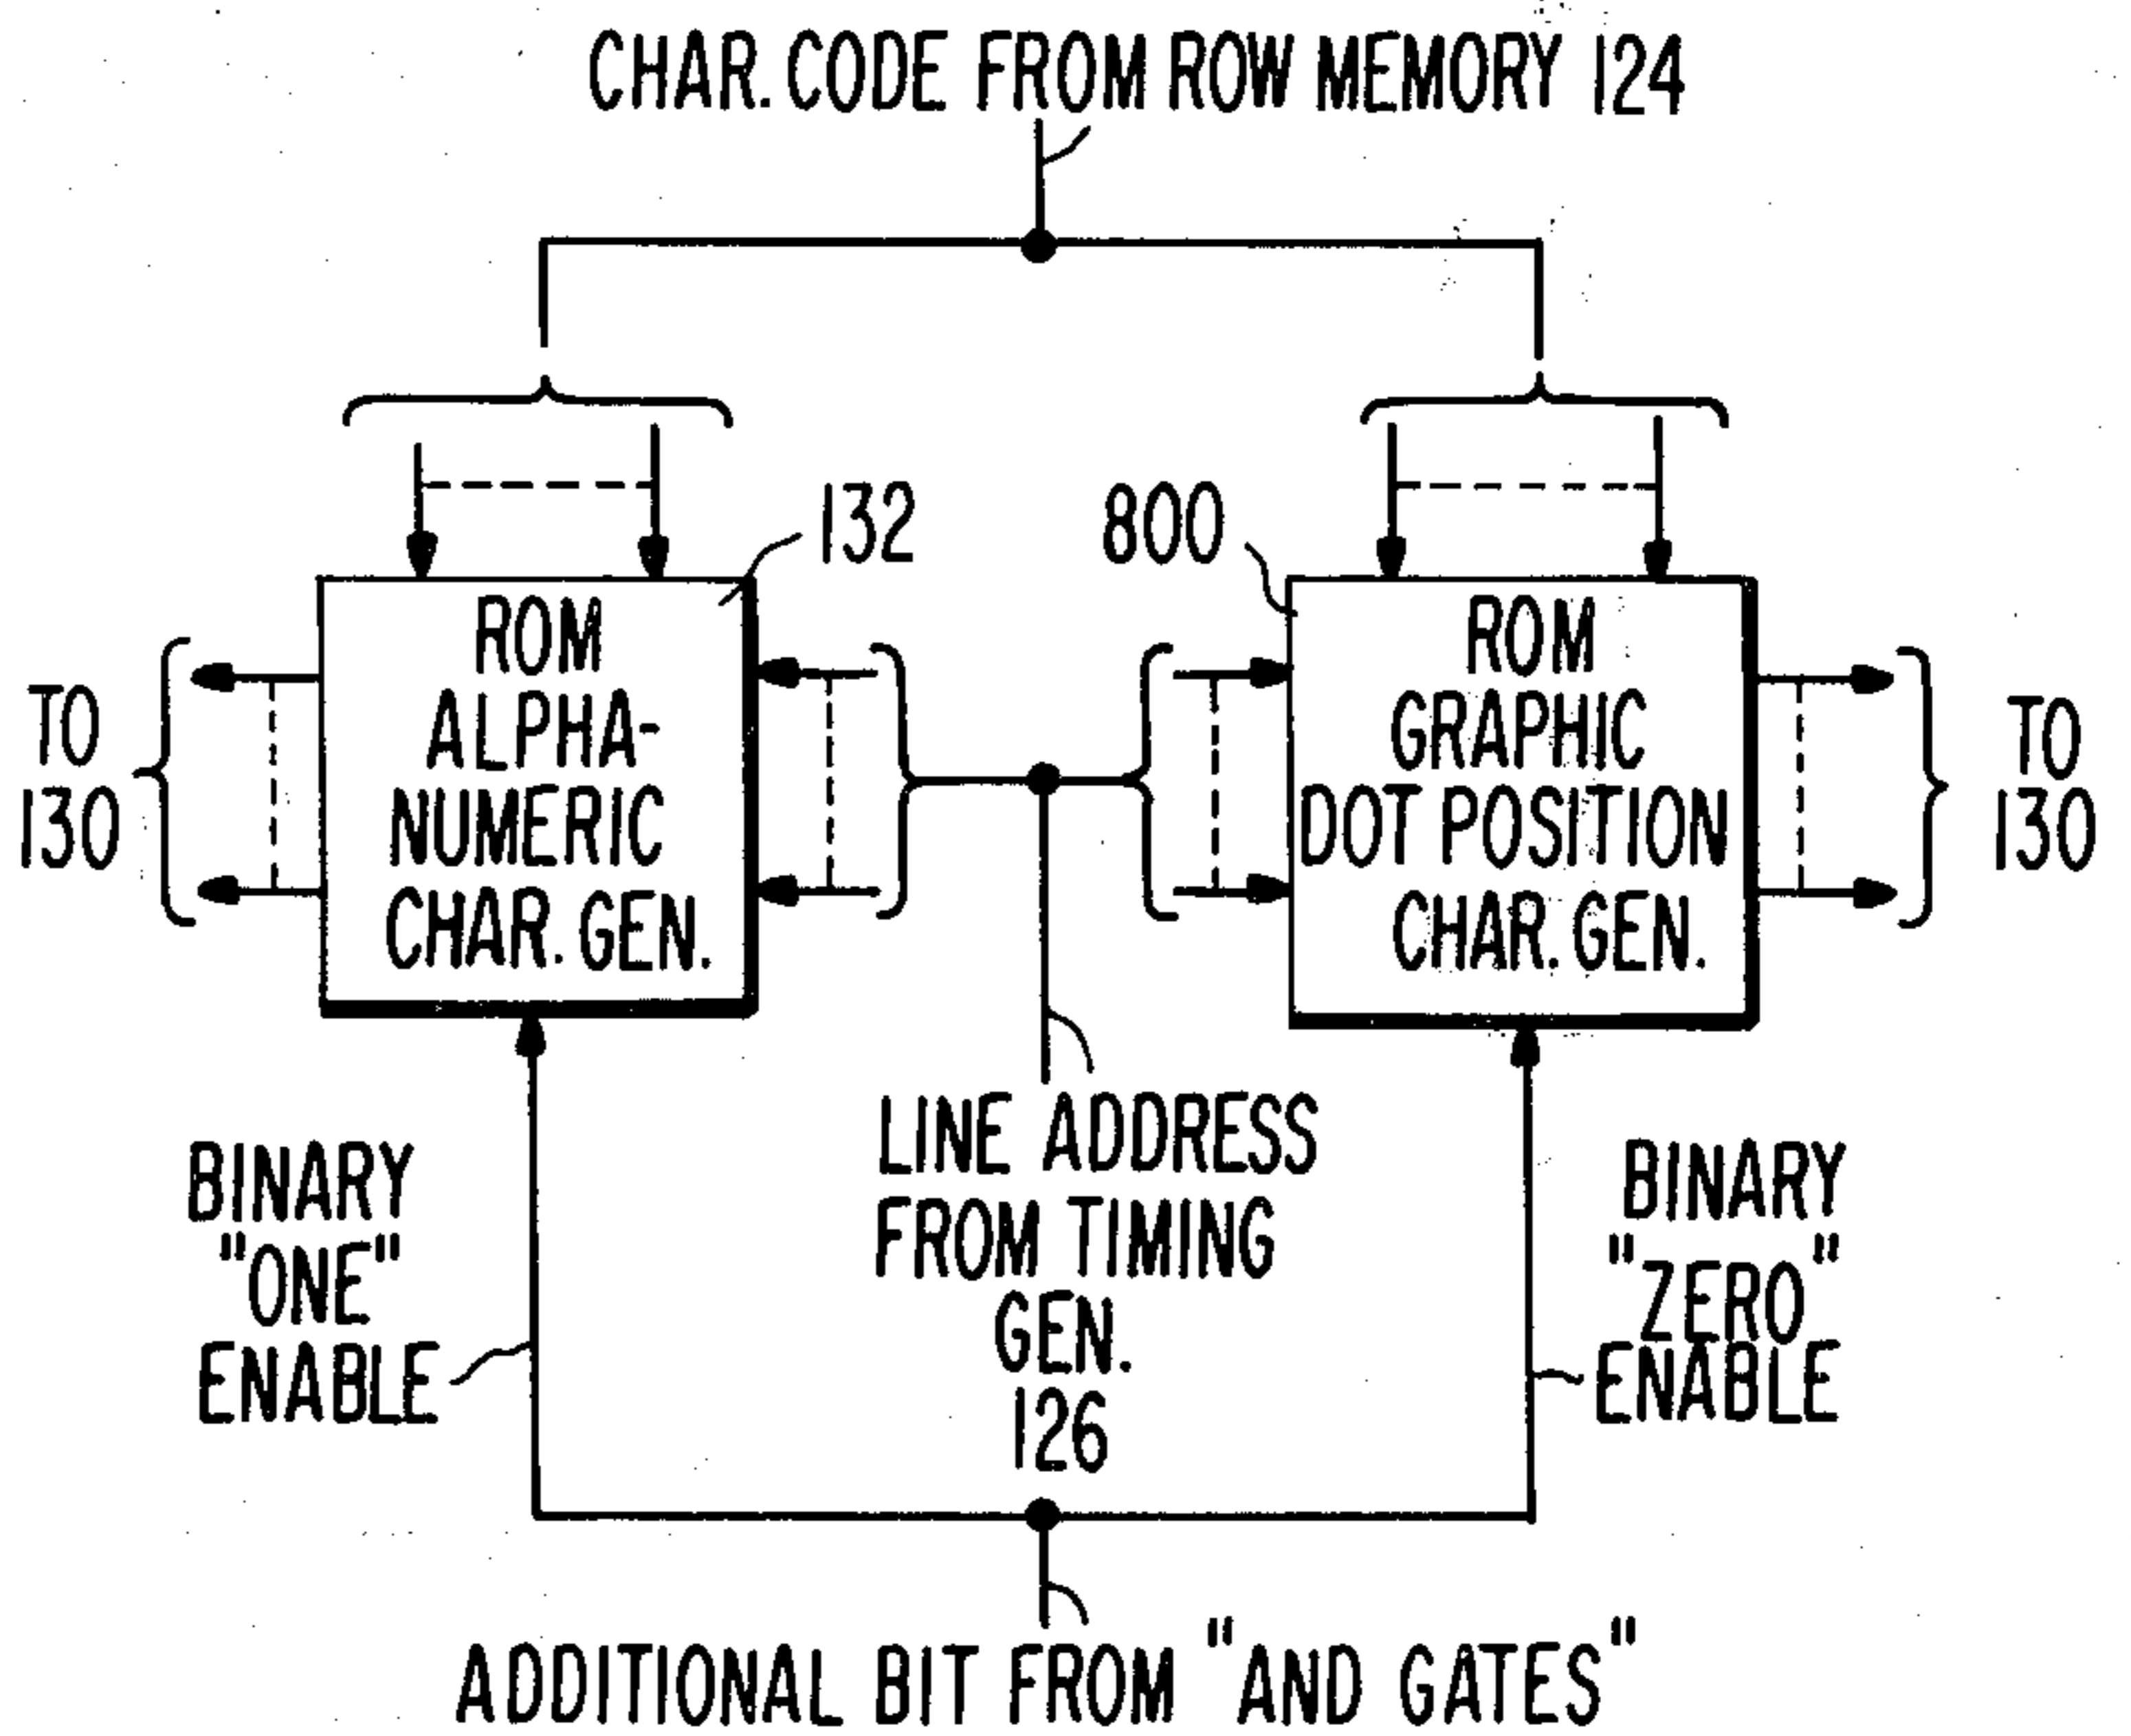 CHAR. CODE FROM ROW MEMORY 124
132
800
ROM
ALPHA-
NUMERIC
CHAR. GEN.
ROM
GRAPHIC
DOT POSITION
CHAR. GEN.
TO
130
TO
130
LINE ADDRESS
FROM TIMING
GEN.
126
BINARY
"ONE"
ENABLE
BINARY
"ZERO"
ENABLE
ADDITIONAL BIT FROM "AND GATES"